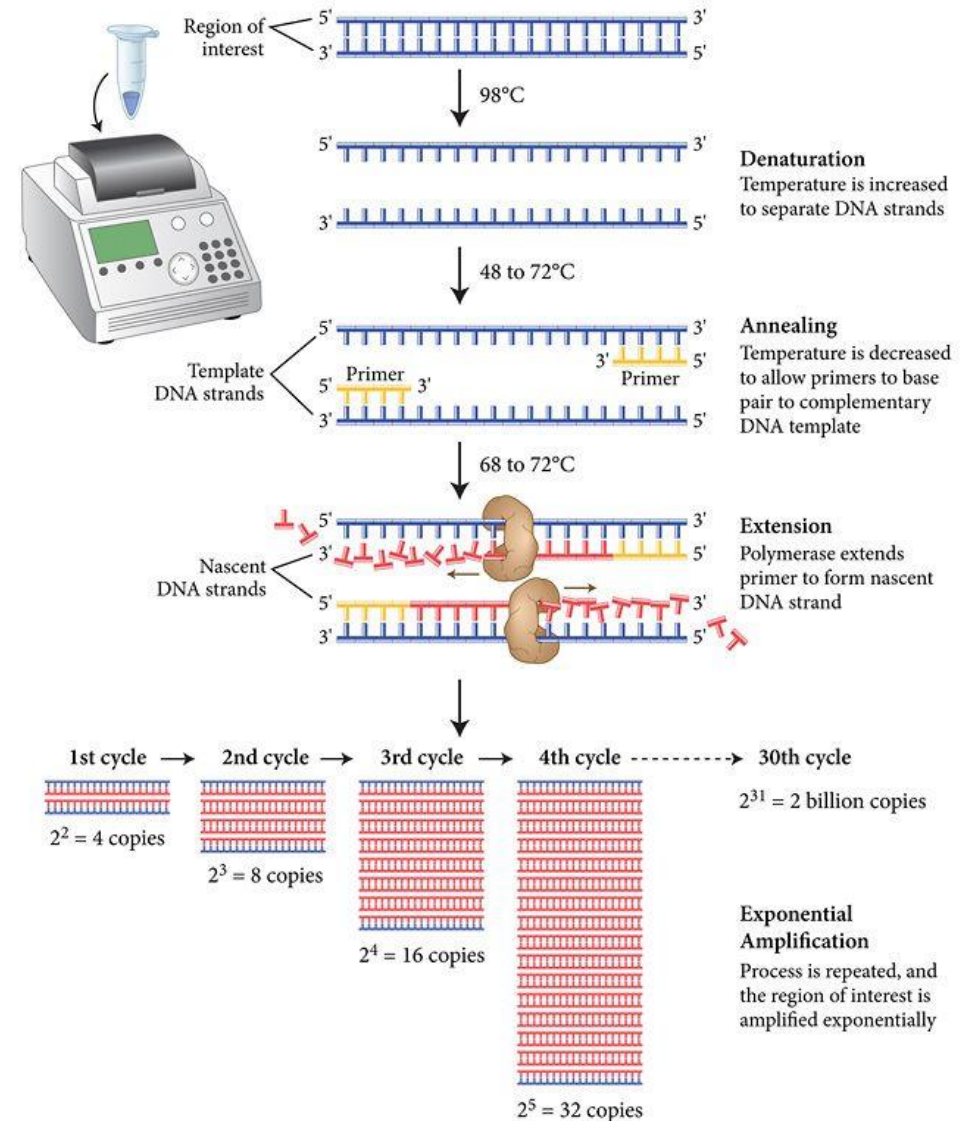 Region of
interest
5'
3'
3'
5'
98°C
5'
3'
3'
5'
Denaturation
Temperature is increased
to separate DNA strands
48 to 72°C
Template
DNA strands
5'
3'
3'
5'
Primer
Primer
5'
3'
3'
5'
Annealing
Temperature is decreased
to allow primers to base
pair to complementary
DNA template
68 to 72°C
Nascent
DNA strands
5'
3'
3'
5'
5'
3'
3'
5'
Extension
Polymerase extends
primer to form nascent
DNA strand
1st cycle
2nd cycle
3rd cycle
4th cycle
30th cycle
2² = 4 copies
2³ = 8 copies
2⁴ = 16 copies
2⁵ = 32 copies
2³¹ = 2 billion copies
Exponential
Amplification
Process is repeated, and
the region of interest is
amplified exponentially